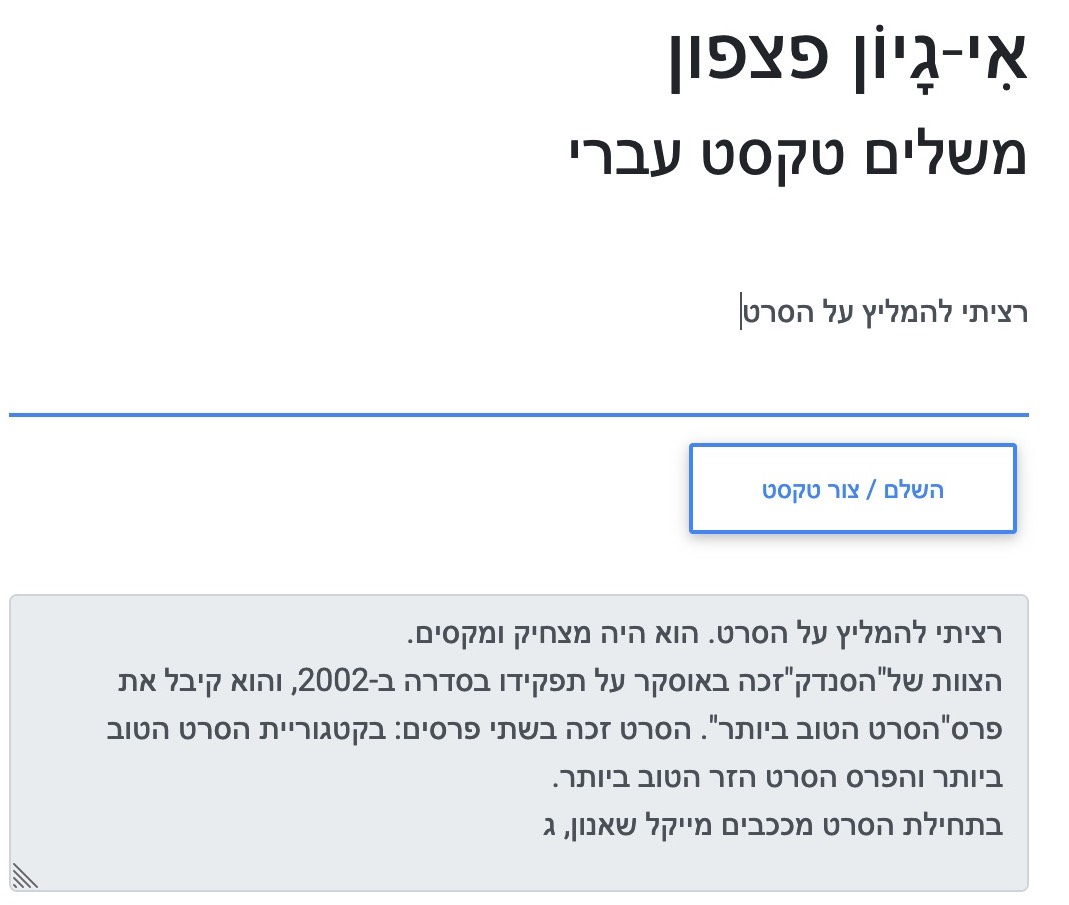 אִי-גָיוֹן פצפון
משלים טקסט עברי
רציתי להמליץ על הסרט
השלם / צור טקסט
רציתי להמליץ על הסרט. הוא היה מצחיק ומקסים.
הצוות של"הסנדק"זכה באוסקר על תפקידו בסדרה ב-2002, והוא קיבל את
פרס"הסרט הטוב ביותר". הסרט זכה בשתי פרסים: בקטגוריית הסרט הטוב
ביותר והפרס הסרט הזר הטוב ביותר.
בתחילת הסרט מככבים מייקל שאנון, ג